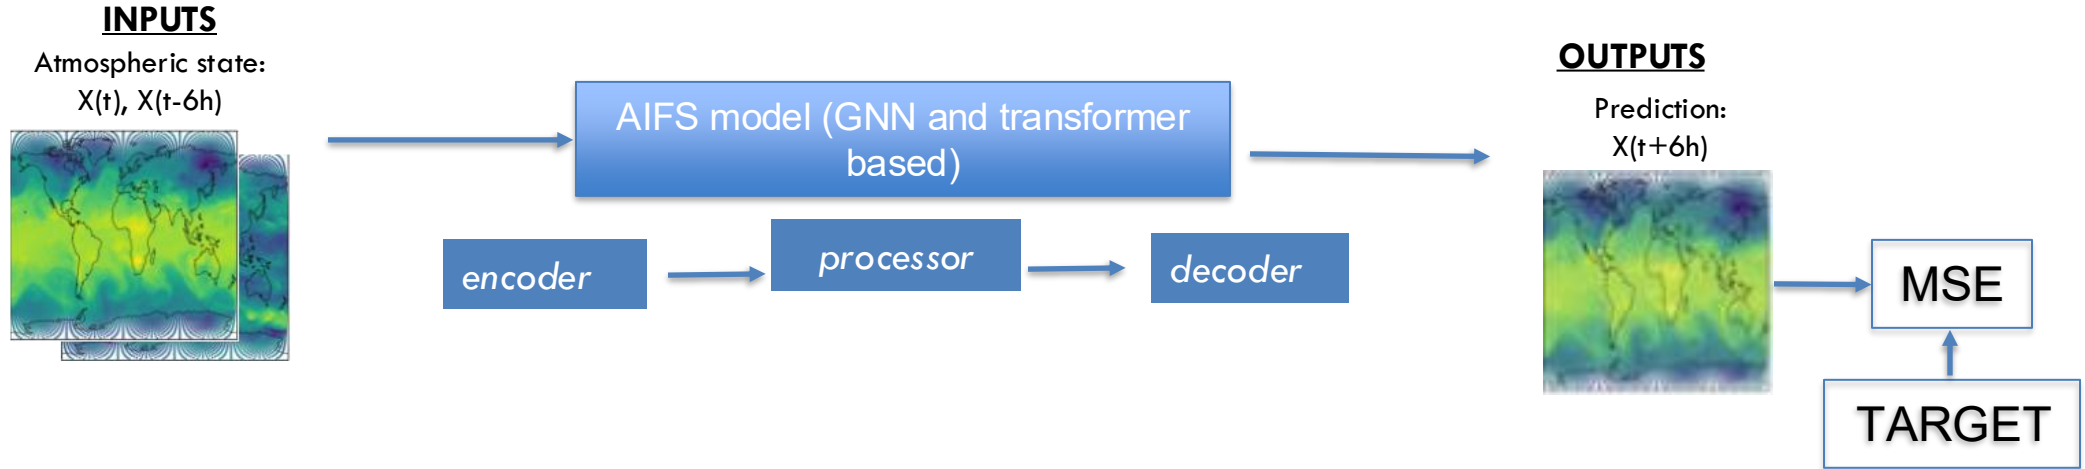 INPUTS
Atmospheric state:
X(t), X(t-6h)
AIFS model (GNN and transformer
based)
encoder
processor
decoder
OUTPUTS
Prediction:
X(t+6h)
MSE
TARGET